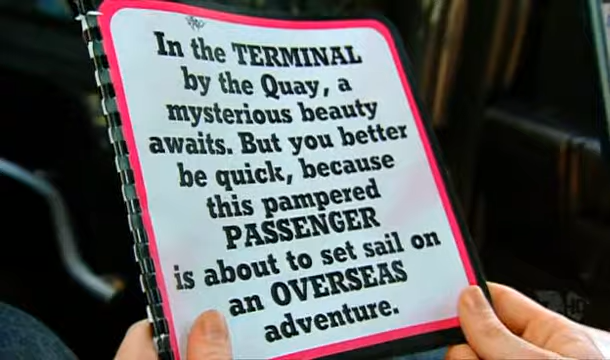 In the TERMINAL
by the Quay, a
mysterious beauty
awaits. But you better
be quick, because
this pampered
PASSENGER
is about to set sail on
an OVERSEAS
adventure.